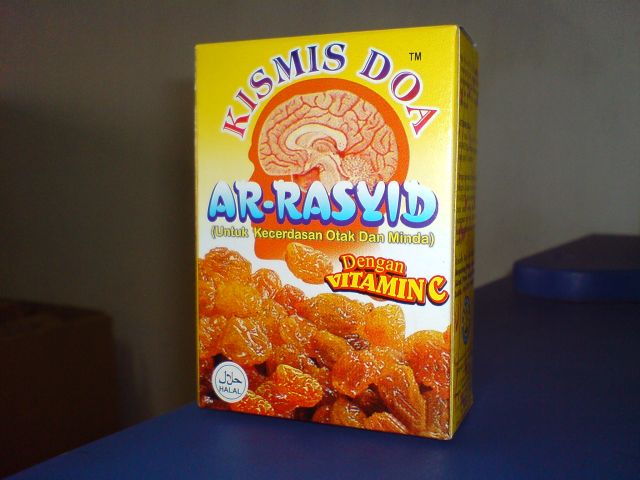 KISMIS DOA ™
AR-RASYID
(Untuk Kecerdasan Otak Dan Minda)
Dengan
VITAMIN C
حلال
HALAL